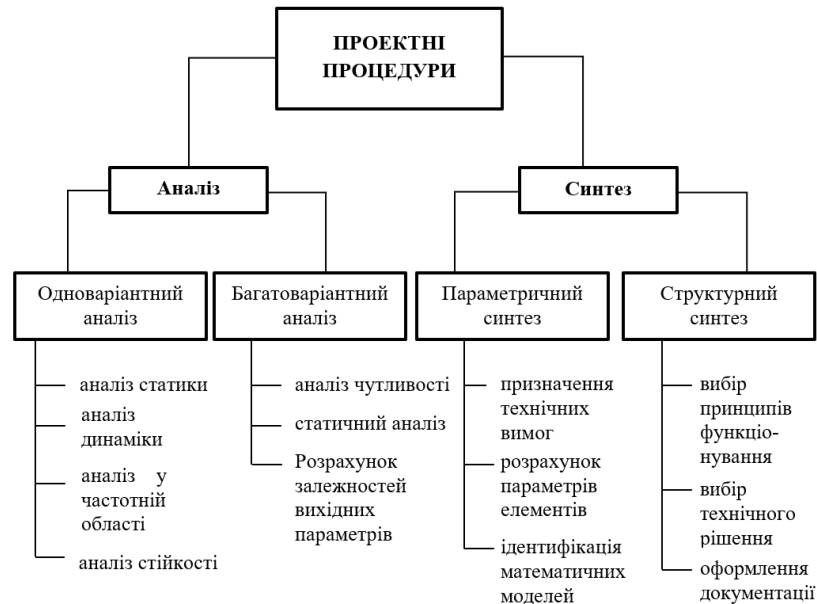 ПРОЕКТНІ
ПРОЦЕДУРИ
Аналіз
Синтез
Одноваріантний
аналіз
Багатоваріантний
аналіз
Параметричний
синтез
Структурний
синтез
аналіз статики
аналіз
динаміки
аналіз у
частотній
області
аналіз стійкості
аналіз чутливості
статичний аналіз
Розрахунок
залежностей
вихідних
параметрів
призначення
технічних
вимог
розрахунок
параметрів
елементів
ідентифікація
математичних
моделей
вибір
принципів
функціо-
нування
вибір
технічного
рішення
оформлення
документації